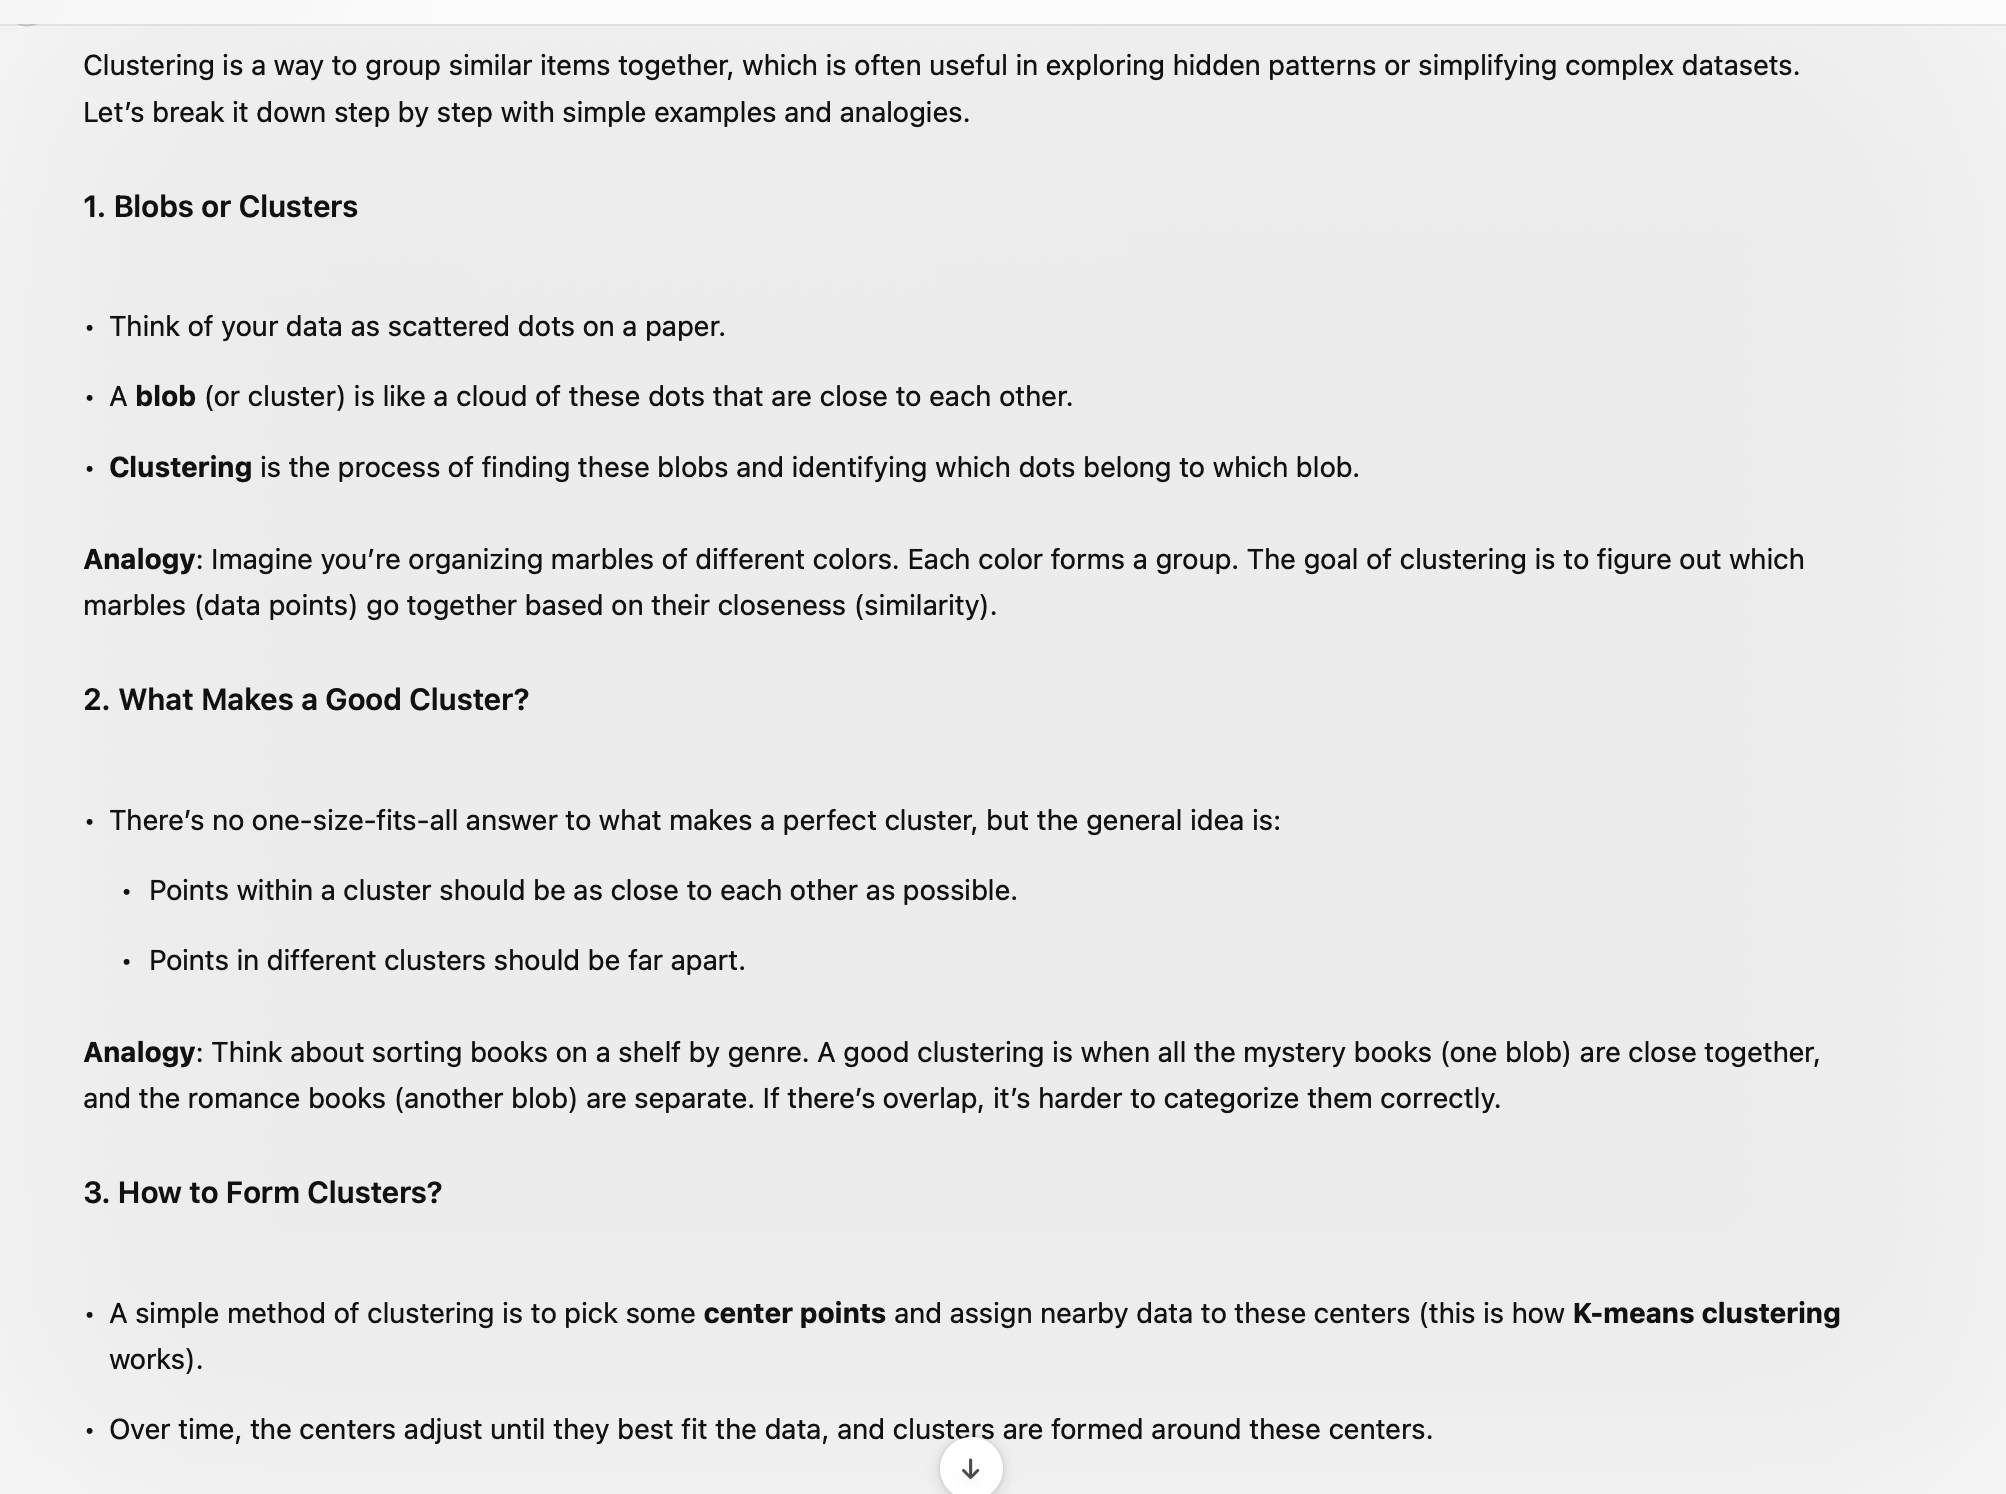 Clustering is a way to group similar items together, which is often useful in exploring hidden patterns or simplifying complex datasets.
Let’s break it down step by step with simple examples and analogies.
1. Blobs or Clusters
• Think of your data as scattered dots on a paper.
• A blob (or cluster) is like a cloud of these dots that are close to each other.
• Clustering is the process of finding these blobs and identifying which dots belong to which blob.
Analogy: Imagine you’re organizing marbles of different colors. Each color forms a group. The goal of clustering is to figure out which
marbles (data points) go together based on their closeness (similarity).
2. What Makes a Good Cluster?
• There’s no one-size-fits-all answer to what makes a perfect cluster, but the general idea is:
• Points within a cluster should be as close to each other as possible.
• Points in different clusters should be far apart.
Analogy: Think about sorting books on a shelf by genre. A good clustering is when all the mystery books (one blob) are close together,
and the romance books (another blob) are separate. If there’s overlap, it’s harder to categorize them correctly.
3. How to Form Clusters?
• A simple method of clustering is to pick some center points and assign nearby data to these centers (this is how K-means clustering
works).
• Over time, the centers adjust until they best fit the data, and clusters are formed around these centers.